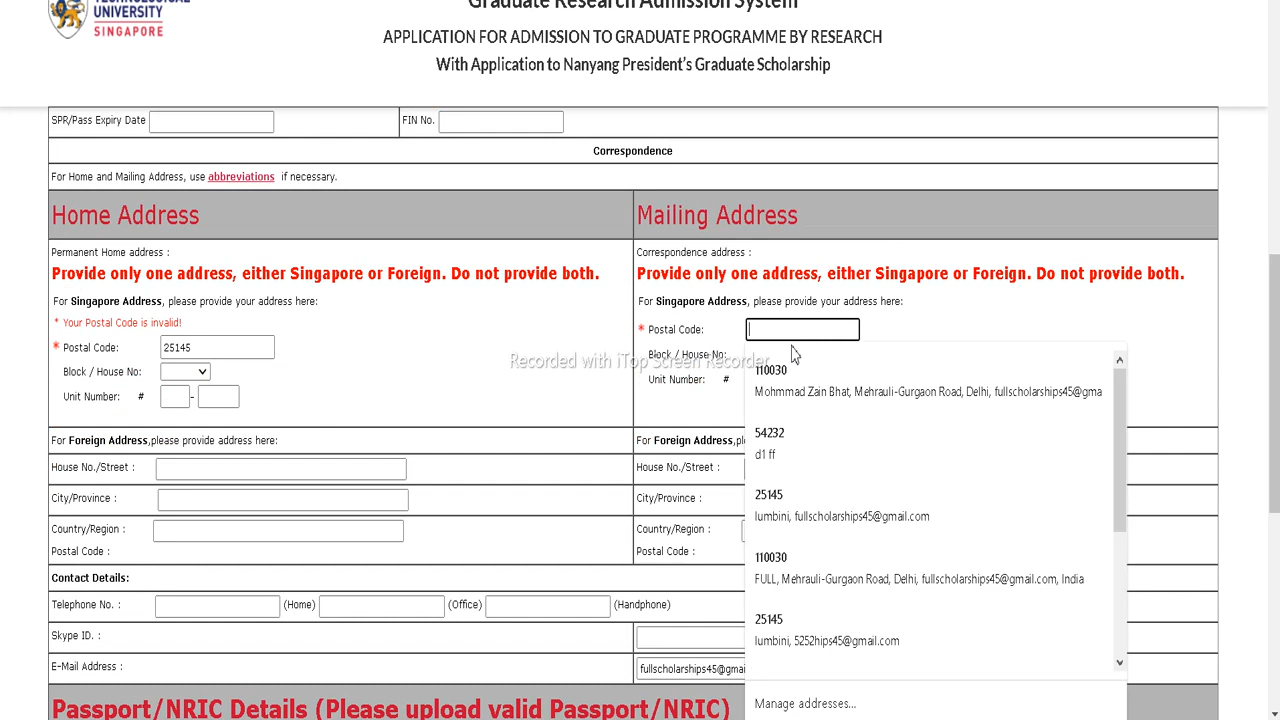 TECHNOLOGICAL
UNIVERSITY
SINGAPORE
Graduate Research Admission System
APPLICATION FOR ADMISSION TO GRADUATE PROGRAMME BY RESEARCH
With Application to Nanyang President's Graduate Scholarship
SPR/Pass Expiry Date
FIN No.
Correspondence
For Home and Mailing Address, use abbreviations if necessary.
Home Address
Permanent Home address :
Provide only one address, either Singapore or Foreign. Do not provide both.
For Singapore Address, please provide your address here:
* Your Postal Code is invalid!
* Postal Code: 25145
Block / House No:
Unit Number: # -
For Foreign Address,please provide address here:
House No./Street :
City/Province :
Country/Region :
Postal Code :
Mailing Address
Correspondence address :
Provide only one address, either Singapore or Foreign. Do not provide both.
For Singapore Address, please provide your address here:
* Postal Code:
Block / House No:
Unit Number: #
For Foreign Address,pl
House No./Street :
City/Province :
Country/Region :
Postal Code :
110030
Mohmmad Zain Bhat, Mehrauli-Gurgaon Road, Delhi, fullscholarships45@gma
54232
d1 ff
25145
lumbini, fullscholarships45@gmail.com
110030
FULL, Mehrauli-Gurgaon Road, Delhi, fullscholarships45@gmail.com, India
25145
lumbini, 5252hips45@gmail.com
Manage addresses...
Recorded with iTop Screen Recorder
Contact Details:
Telephone No. : (Home) (Office) (Handphone)
Skype ID. :
E-Mail Address : fullscholarships45@gmai
Passport/NRIC Details (Please upload valid Passport/NRIC)